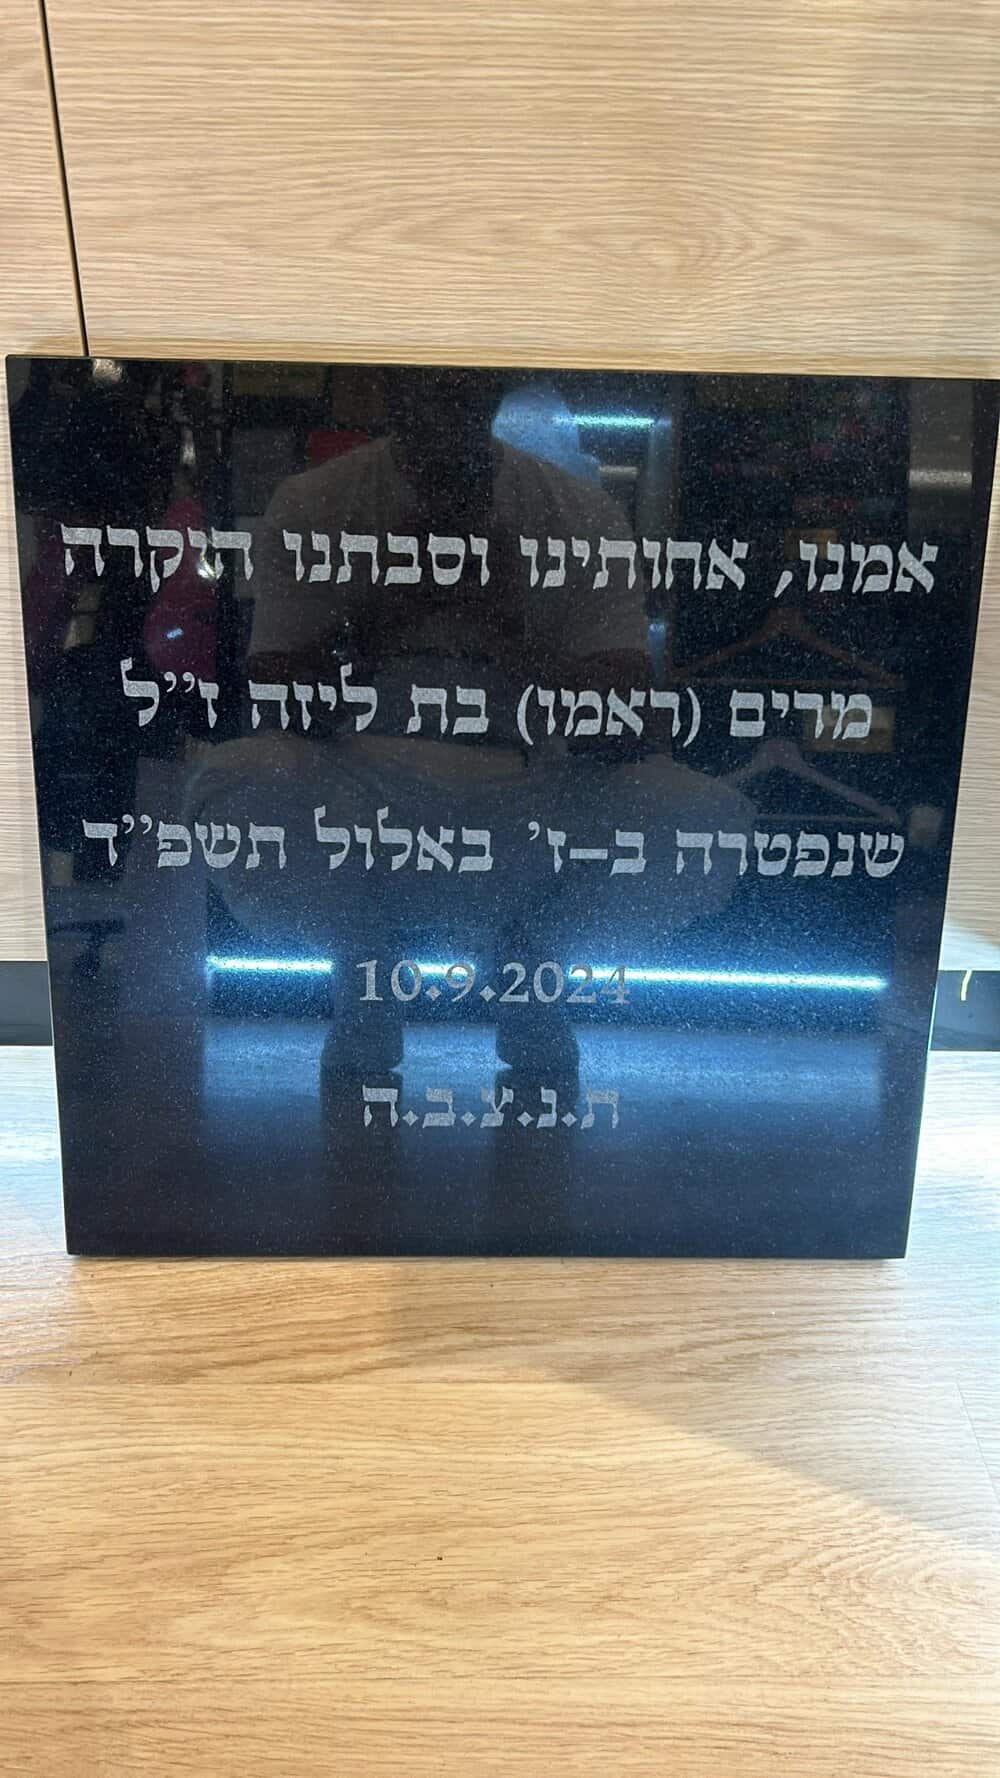 אמנו, אחותינו וסבתנו היקרה
מרים (ראמו) בת ליזה ז''ל
שנפטרה ב–ז' באלול תשפ''ד
10.9.2024
ת.נ.צ.ב.ה